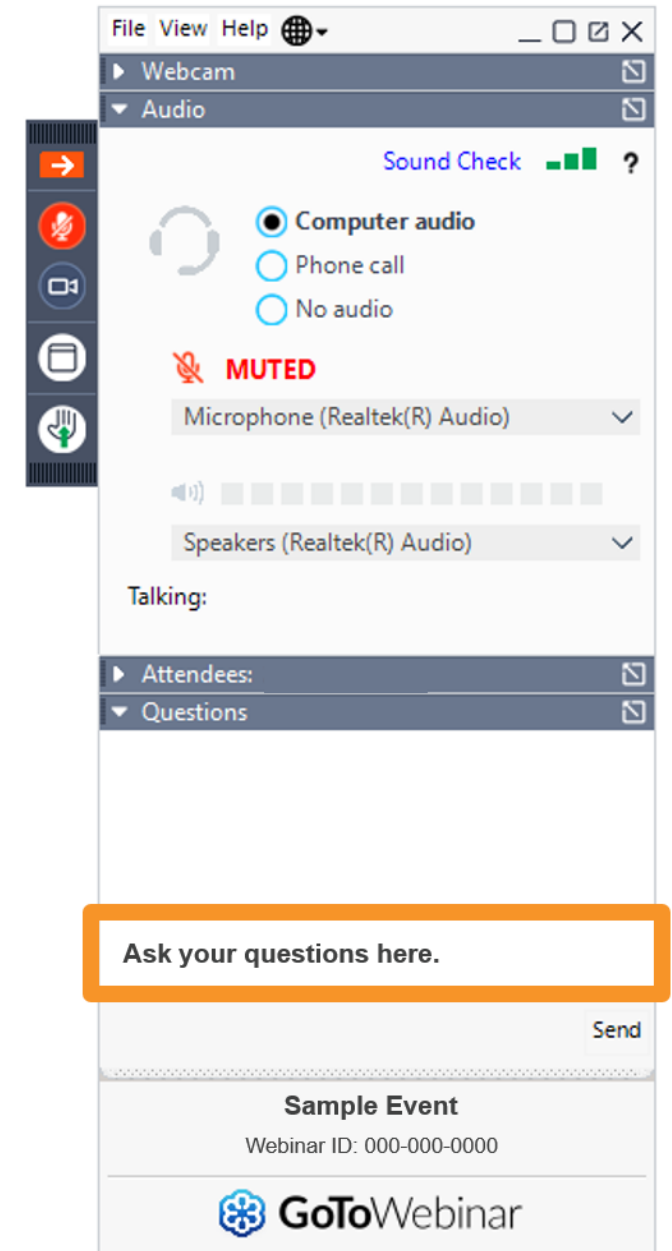 File View Help
Webcam
Audio
Sound Check ?
Computer audio
Phone call
No audio
MUTED
Microphone (Realtek(R) Audio)
Speakers (Realtek(R) Audio)
Talking:
Attendees:
Questions
Ask your questions here.
Send
Sample Event
Webinar ID: 000-000-0000
GoToWebinar